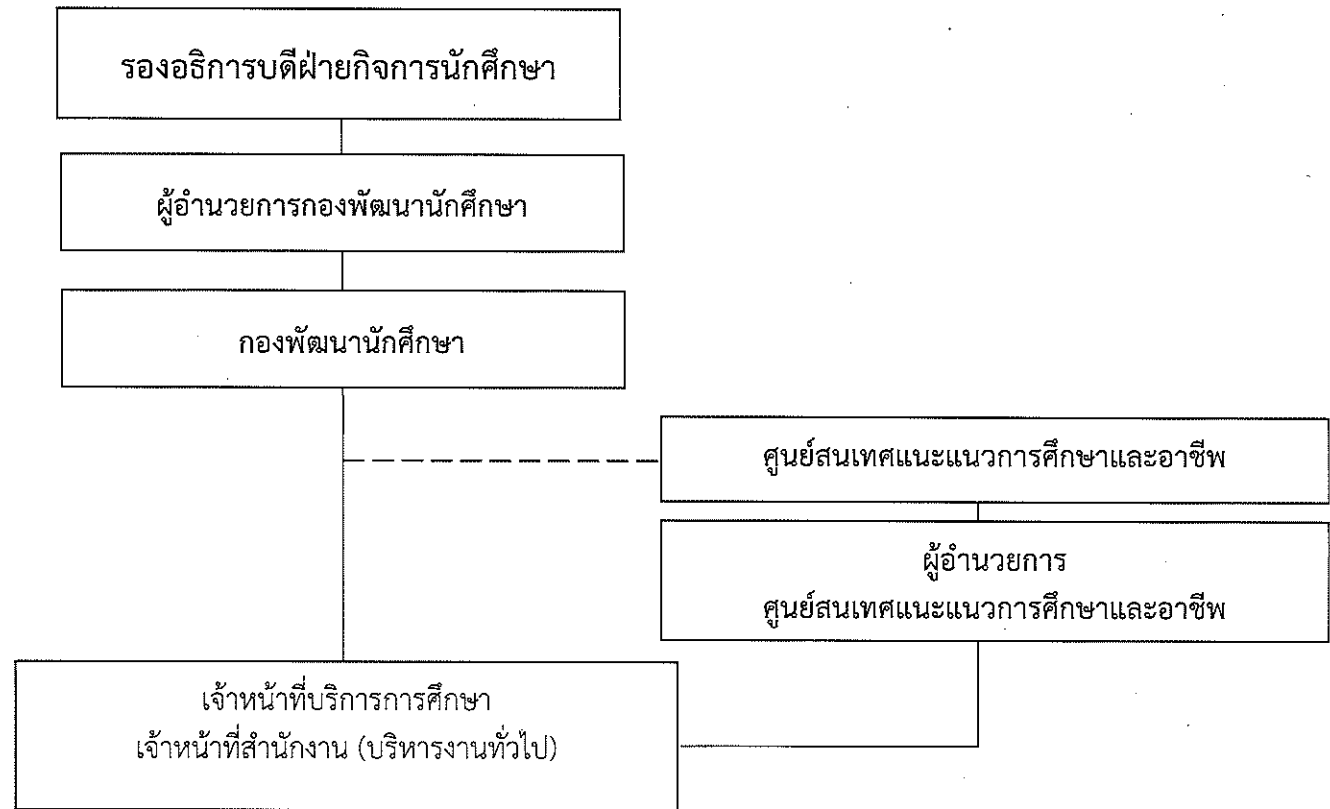 รองอธิการบดีฝ่ายกิจการนักศึกษา
ผู้อำนวยการกองพัฒนานักศึกษา
กองพัฒนานักศึกษา
ศูนย์สนเทศแนะแนวการศึกษาและอาชีพ
ผู้อำนวยการ
ศูนย์สนเทศแนะแนวการศึกษาและอาชีพ
เจ้าหน้าที่บริการการศึกษา
เจ้าหน้าที่สำนักงาน (บริหารงานทั่วไป)